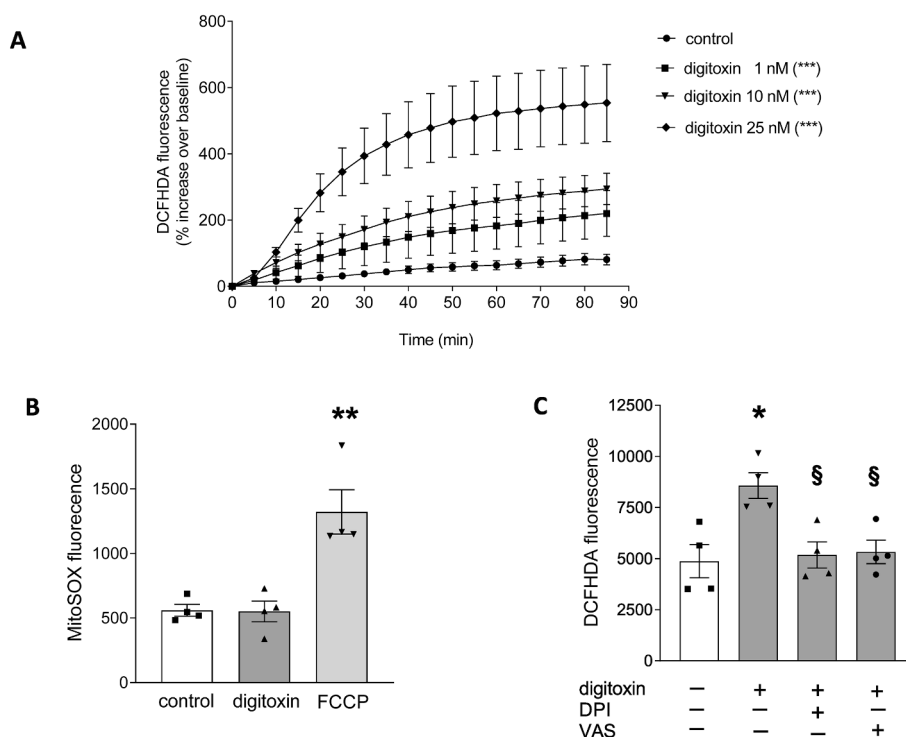 A
DCFHDA fluorescence
(% increase over baseline)
800
600
400
200
0
0 10 20 30 40 50 60 70 80 90
Time (min)
control
digitoxin 1 nM (***)
digitoxin 10 nM (***)
digitoxin 25 nM (***)
B
MitoSOX fluorecence
2000
1500
1000
500
0
**
control digitoxin FCCP
C
DCFHDA fluorescence
12500
10000
7500
5000
2500
0
* § §
digitoxin – + + +
DPI – – + –
VAS – – – +